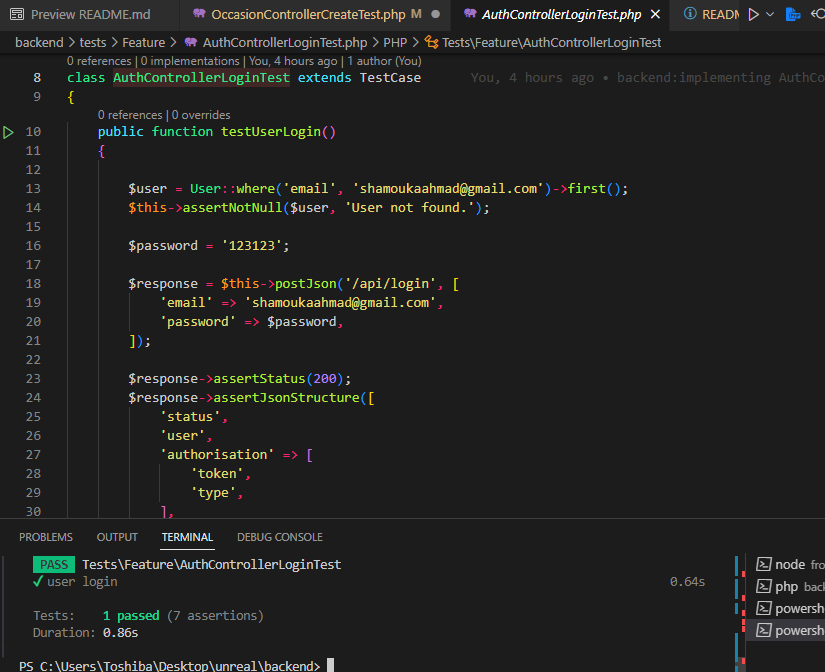 Preview README.md
OccasionControllerCreateTest.php M
AuthControllerLoginTest.php
backend > tests > Feature > AuthControllerLoginTest.php > PHP > Tests\Feature\AuthControllerLoginTest
0 references | 0 implementations | You, 4 hours ago | 1 author (You)
8 class AuthControllerLoginTest extends TestCase You, 4 hours ago • backend:implementing
9 {
0 references | 0 overrides
10 public function testUserLogin()
11 {
12
13 $user = User::where('email', 'shamoukaahmad@gmail.com')->first();
14 $this->assertNotNull($user, 'User not found.');
15
16 $password = '123123';
17
18 $response = $this->postJson('/api/login', [
19 'email' => 'shamoukaahmad@gmail.com',
20 'password' => $password,
21 ]);
22
23 $response->assertStatus(200);
24 $response->assertJsonStructure([
25 'status',
26 'user',
27 'authorisation' => [
28 'token',
29 'type',
30 ],
PROBLEMS OUTPUT TERMINAL DEBUG CONSOLE
PASS Tests\Feature\AuthControllerLoginTest
✓ user login 0.64s
Tests: 1 passed (7 assertions)
Duration: 0.86s
PS C:\Users\Toshiba\Desktop\unreal\backend>
node
php